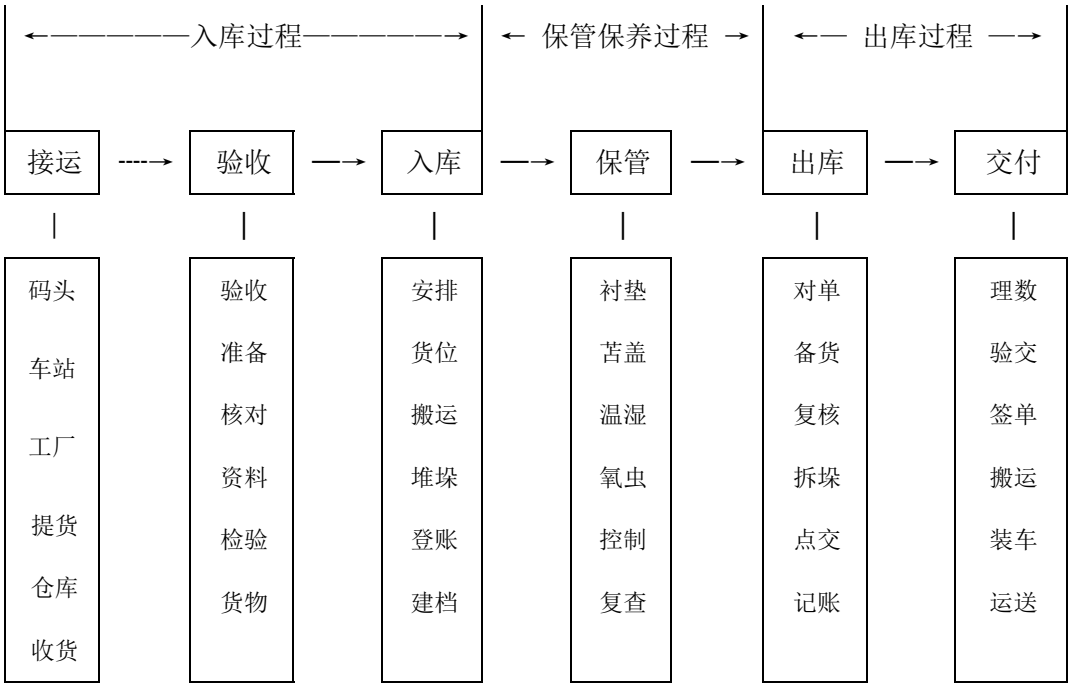 入库过程
保管保养过程
出库过程
接运
验收
入库
保管
出库
交付
码头
车站
工厂
提货
仓库
收货
验收
准备
核对
资料
检验
货物
安排
货位
搬运
堆垛
登账
建档
衬垫
苫盖
温湿
氧虫
控制
复查
对单
备货
复核
拆垛
点交
记账
理数
验交
签单
搬运
装车
运送